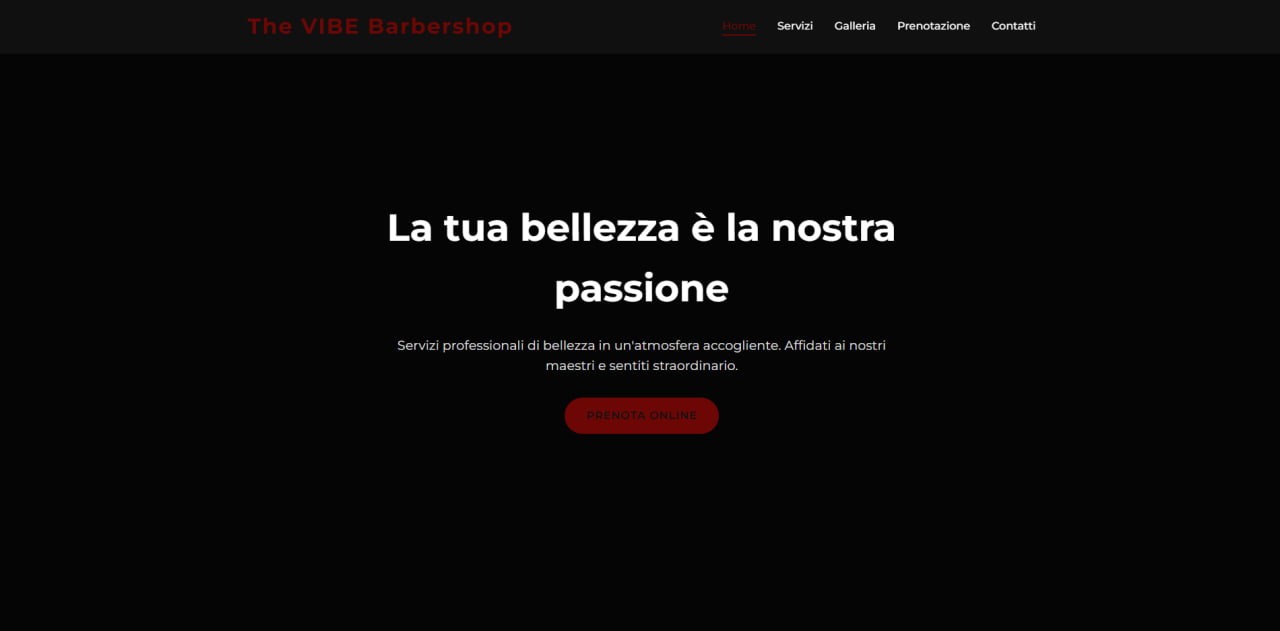 The VIBE Barbershop
Home Servizi Galleria Prenotazione Contatti
La tua bellezza è la nostra
passione
Servizi professionali di bellezza in un'atmosfera accogliente. Affidati ai nostri
maestri e sentiti straordinario.
PRENOTA ONLINE